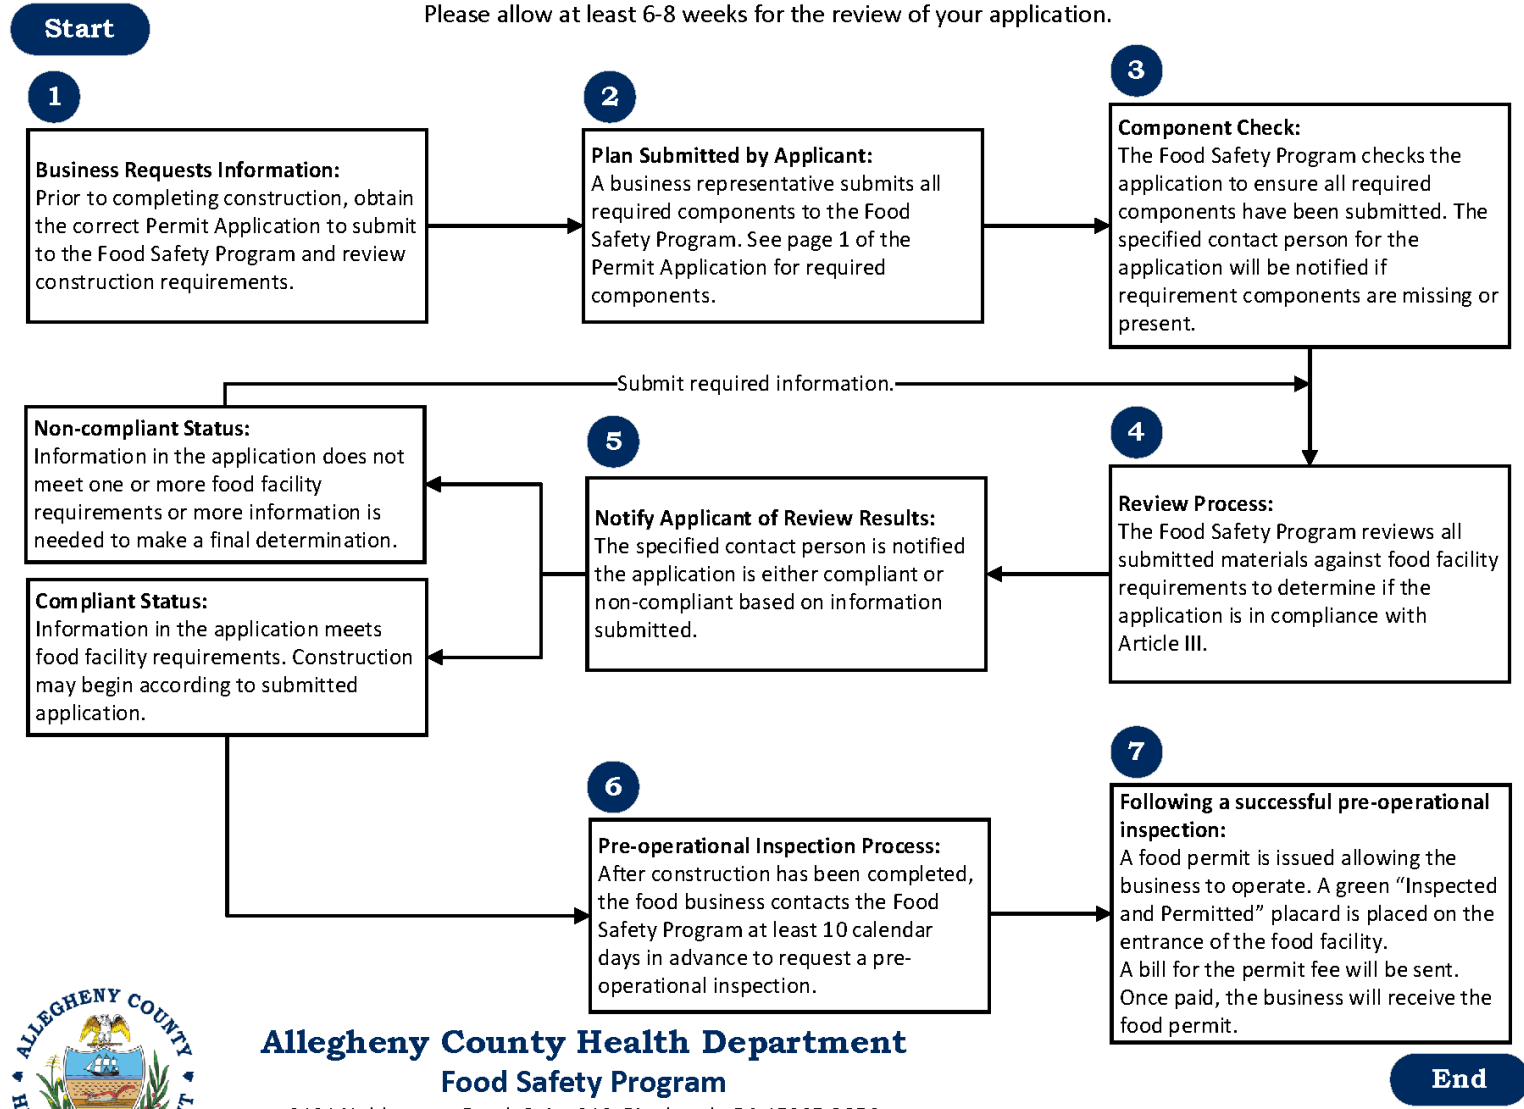 Start
Please allow at least 6-8 weeks for the review of your application.
1
Business Requests Information:
Prior to completing construction, obtain
the correct Permit Application to submit
to the Food Safety Program and review
construction requirements.
2
Plan Submitted by Applicant:
A business representative submits all
required components to the Food
Safety Program. See page 1 of the
Permit Application for required
components.
3
Component Check:
The Food Safety Program checks the
application to ensure all required
components have been submitted. The
specified contact person for the
application will be notified if
requirement components are missing or
present.
Submit required information.
4
Review Process:
The Food Safety Program reviews all
submitted materials against food facility
requirements to determine if the
application is in compliance with
Article III.
5
Notify Applicant of Review Results:
The specified contact person is notified
the application is either compliant or
non-compliant based on information
submitted.
Non-compliant Status:
Information in the application does not
meet one or more food facility
requirements or more information is
needed to make a final determination.
Compliant Status:
Information in the application meets
food facility requirements. Construction
may begin according to submitted
application.
6
Pre-operational Inspection Process:
After construction has been completed,
the food business contacts the Food
Safety Program at least 10 calendar
days in advance to request a pre-
operational inspection.
7
Following a successful pre-operational
inspection:
A food permit is issued allowing the
business to operate. A green “Inspected
and Permitted” placard is placed on the
entrance of the food facility.
A bill for the permit fee will be sent.
Once paid, the business will receive the
food permit.
ALLEGHENY COUNTY
Allegheny County Health Department
Food Safety Program
End